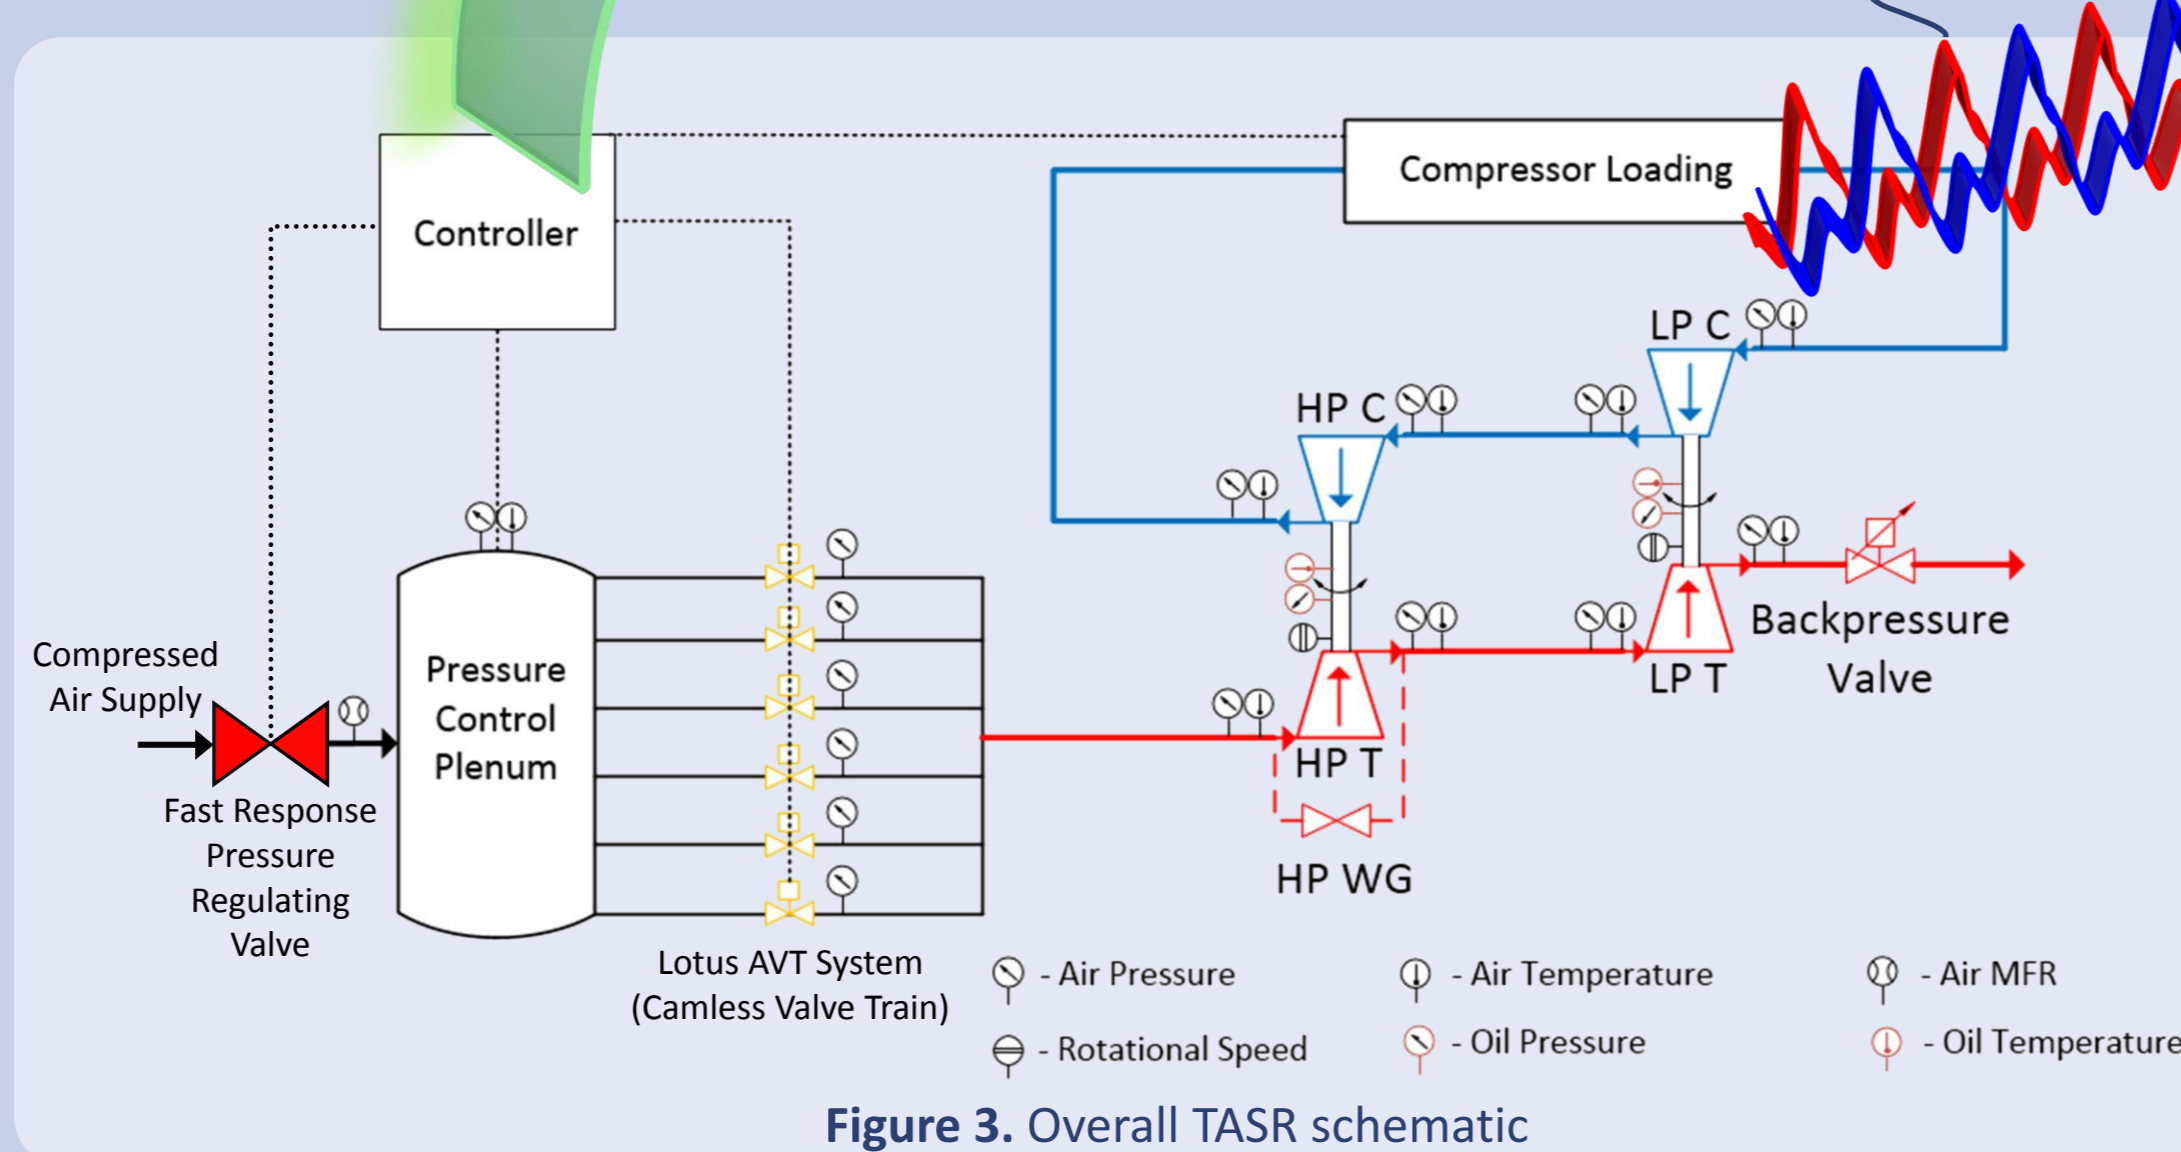 Controller
Compressor Loading
LP C
HP C
Compressed
Air Supply
Pressure
Control
Plenum
Fast Response
Pressure
Regulating
Valve
Backpressure
Valve
LP T
HP T
HP WG
Lotus AVT System
(Camless Valve Train)
- Air Pressure
- Air Temperature
- Air MFR
- Rotational Speed
- Oil Pressure
- Oil Temperature
Figure 3. Overall TASR schematic